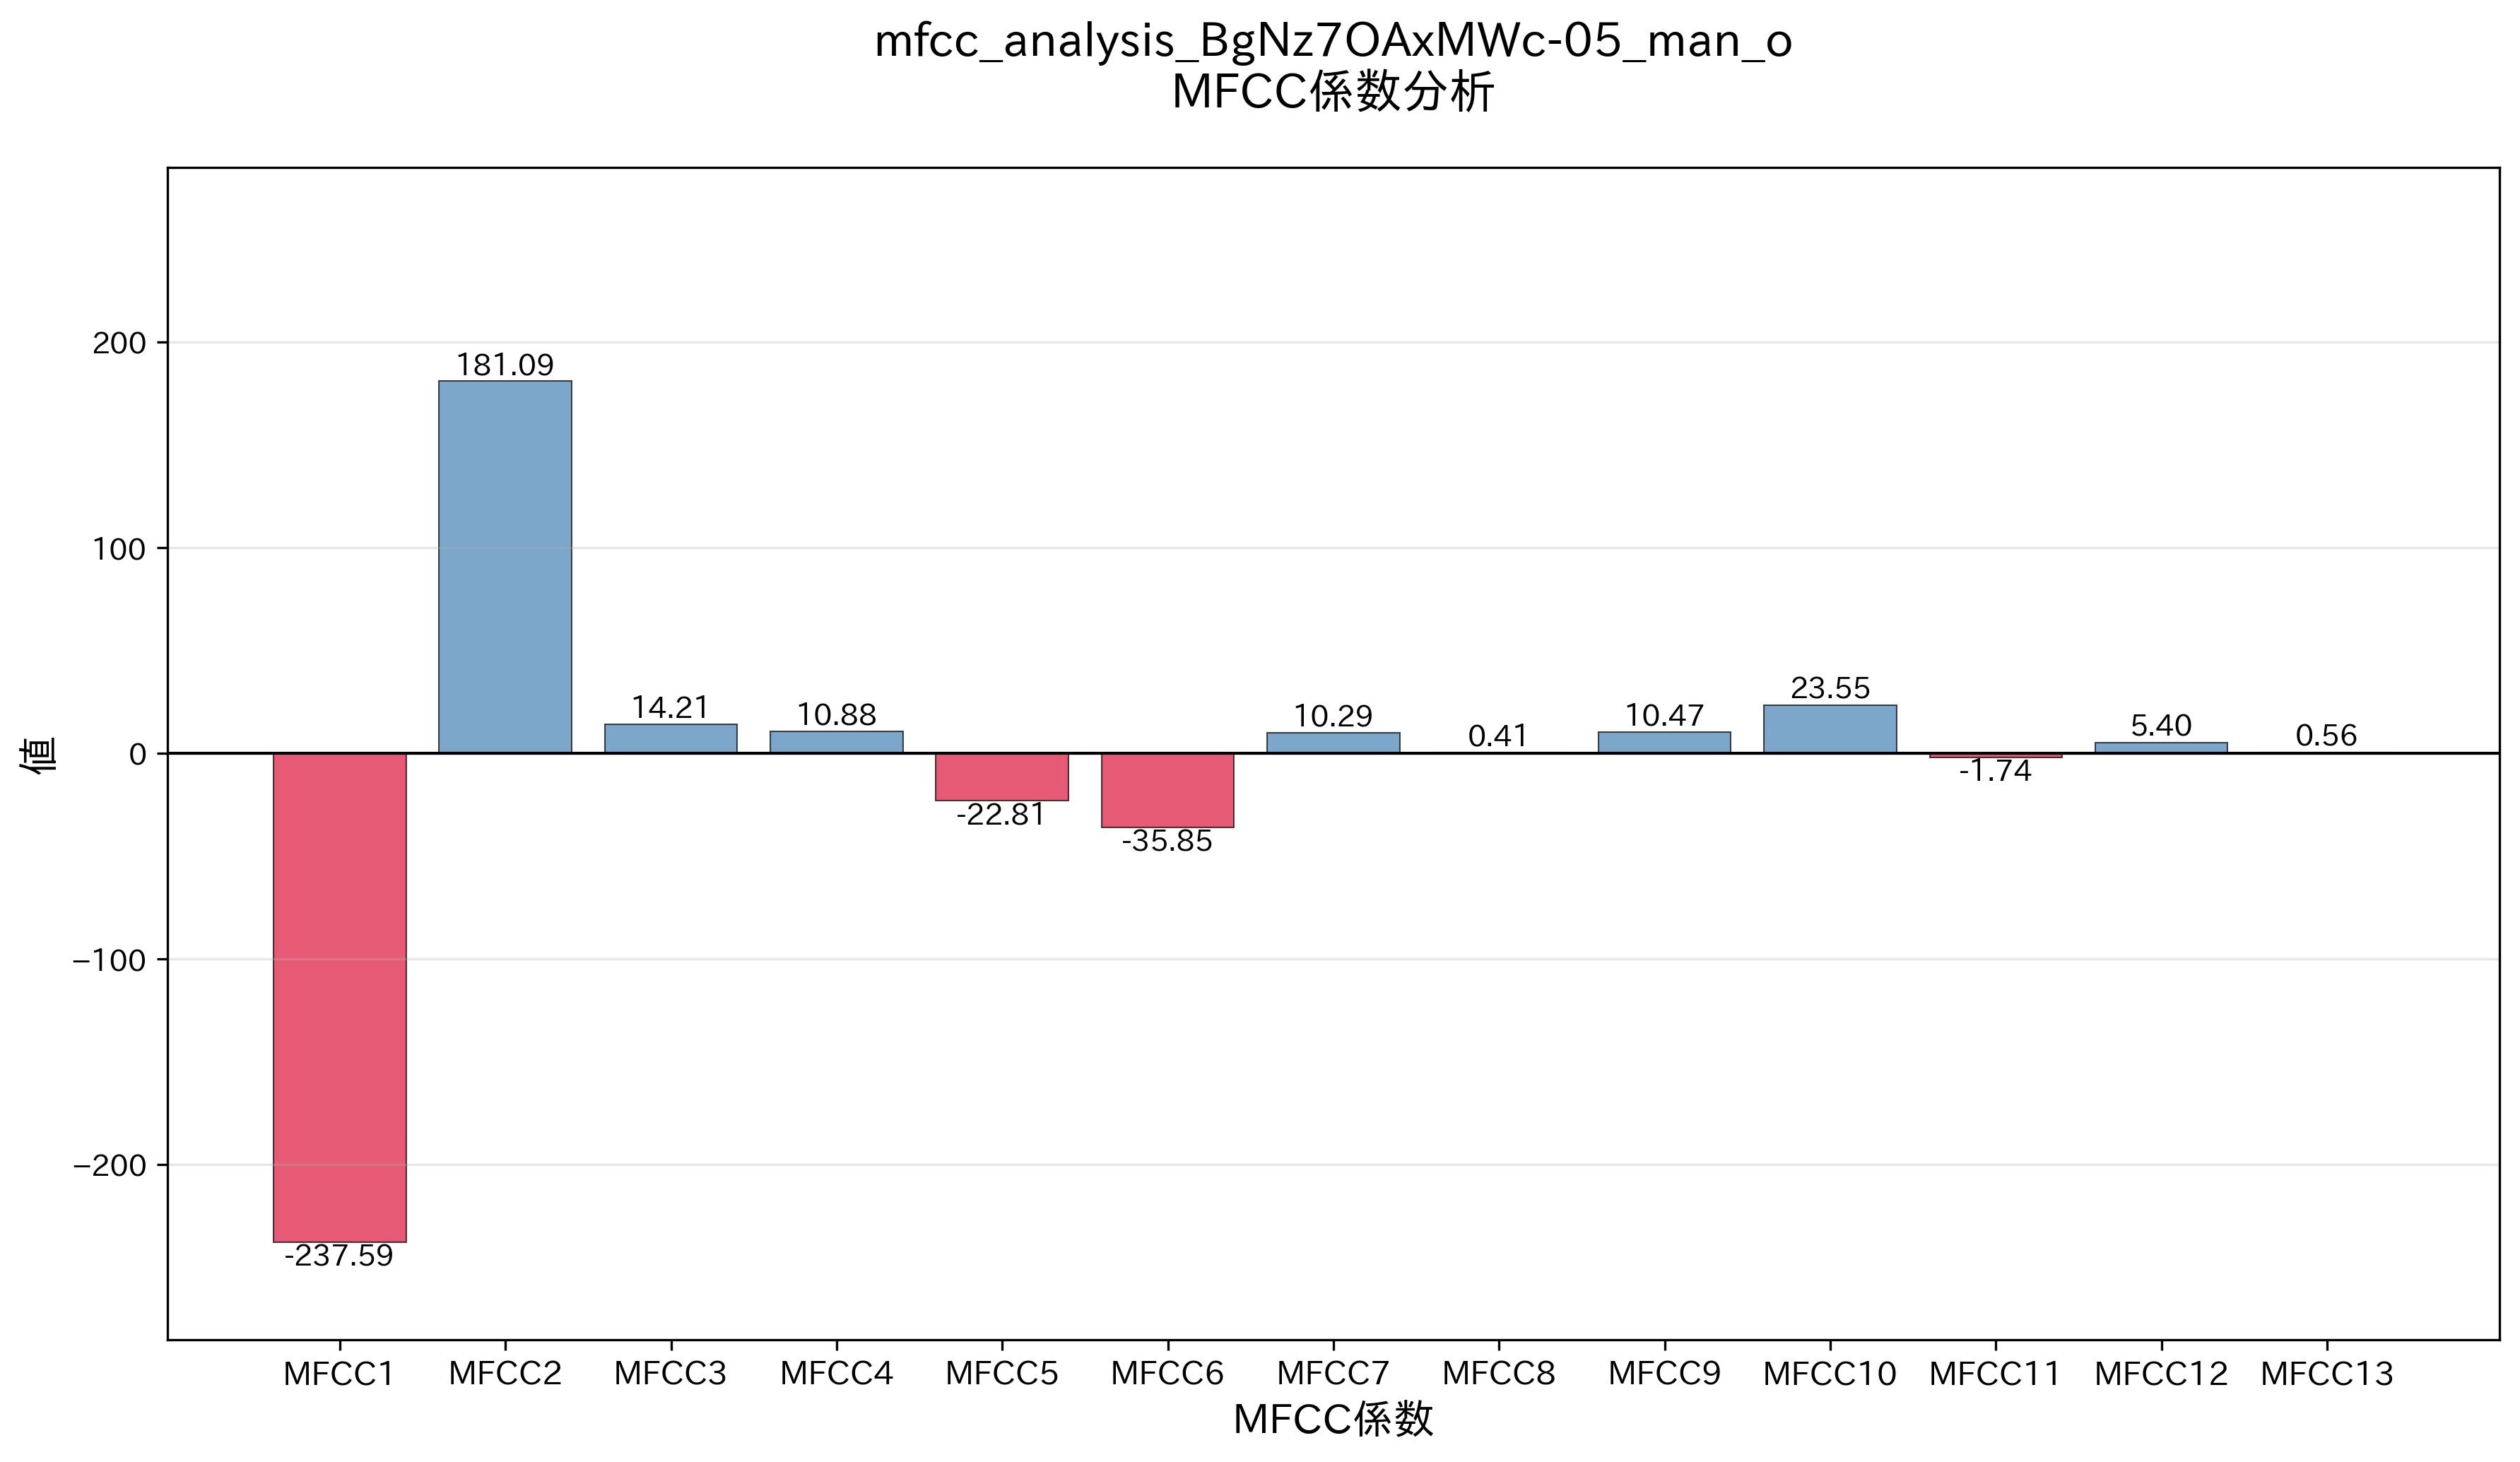 mfcc_analysis_BgNz7OAxMWc-05_man_o
MFCC係数分析
値
200
100
0
−100
−200
-237.59
181.09
14.21
10.88
-22.81
-35.85
10.29
0.41
10.47
23.55
-1.74
5.40
0.56
MFCC1
MFCC2
MFCC3
MFCC4
MFCC5
MFCC6
MFCC7
MFCC8
MFCC9
MFCC10
MFCC11
MFCC12
MFCC13
MFCC係数